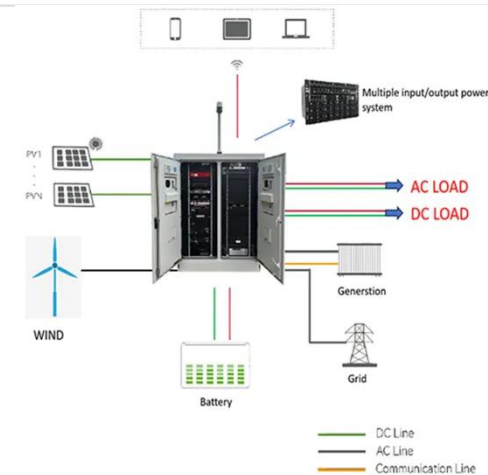 Multiple input/output power
system
PV1
PVN
AC LOAD
DC LOAD
WIND
Generstion
Grid
Battery
DC Line
AC Line
Communication Line